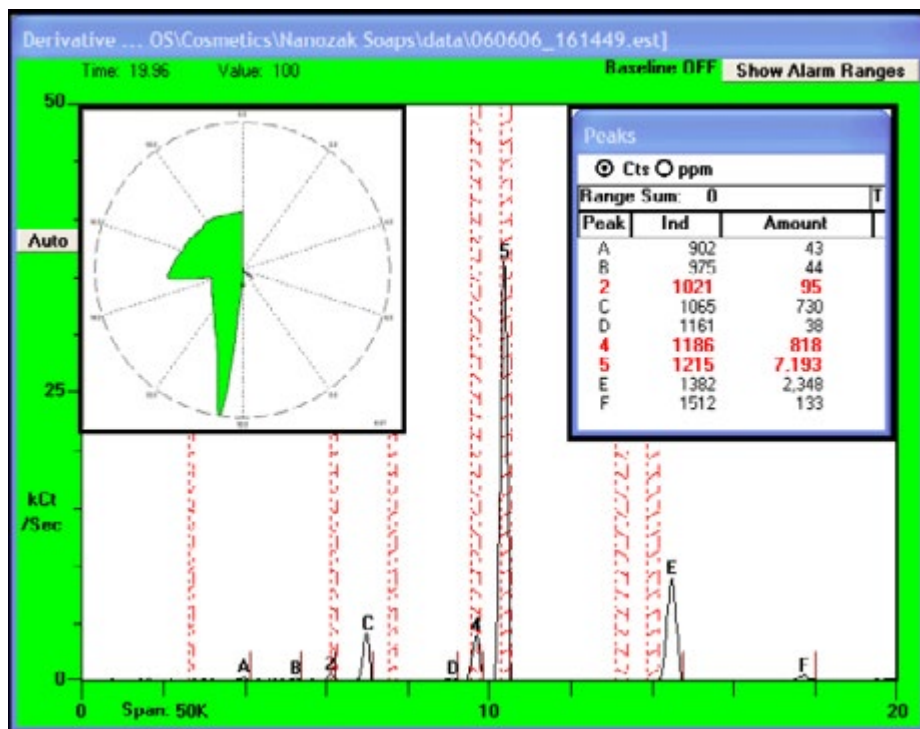 Derivative ... OS\Cosmetics\Nanozak Soaps\data\060606_161449.est]
Time: 19.96 Value: 100 Baseline OFF Show Alarm Ranges
50
Peaks
Cts ppm
Range Sum: 0 T
Peak Ind Amount
A 902 43
B 975 44
2 1021 95
C 1065 730
D 1161 38
4 1186 818
5 1215 7,193
E 1382 2,348
F 1512 133
Auto
5
25
kCt
/Sec
E
C
4
A B 2 D F
0
0 Span: 50K 10 20